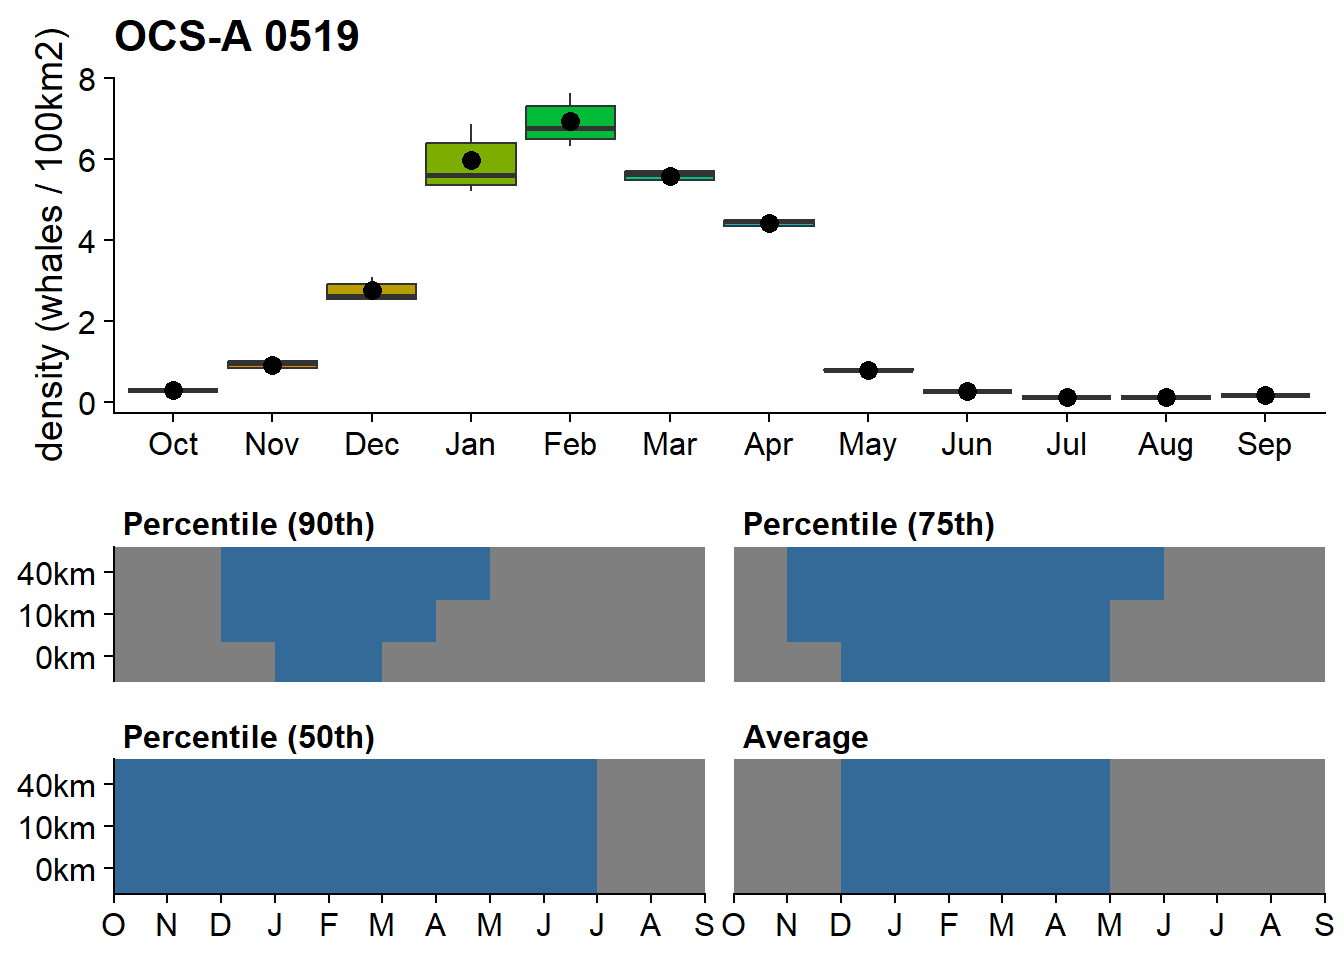 OCS-A 0519
density (whales / 100km2)
8
6
4
2
0
Oct Nov Dec Jan Feb Mar Apr May Jun Jul Aug Sep
Percentile (90th) Percentile (75th)
40km
10km
0km
Percentile (50th) Average
40km
10km
0km
O N D J F M A M J J A S O N D J F M A M J J A S